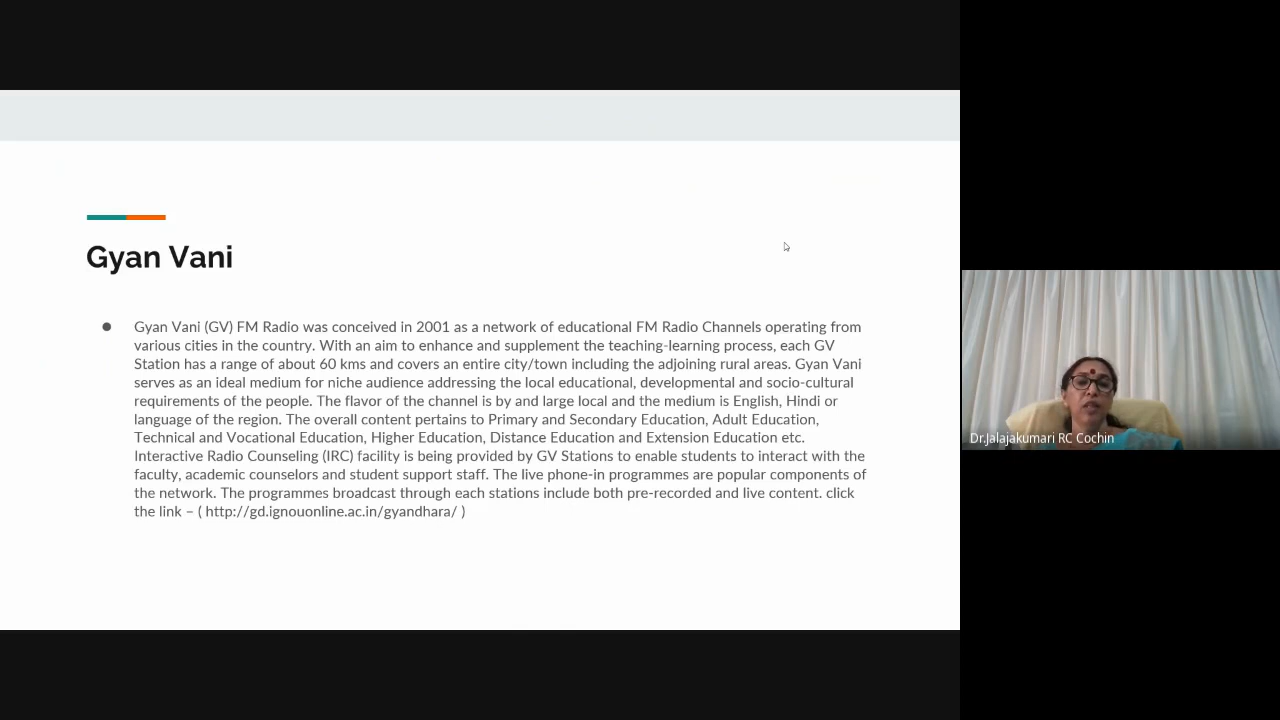 Gyan Vani
● Gyan Vani (GV) FM Radio was conceived in 2001 as a network of educational FM Radio Channels operating from
various cities in the country. With an aim to enhance and supplement the teaching-learning process, each GV
Station has a range of about 60 kms and covers an entire city/town including the adjoining rural areas. Gyan Vani
serves as an ideal medium for niche audience addressing the local educational, developmental and socio-cultural
requirements of the people. The flavor of the channel is by and large local and the medium is English, Hindi or
language of the region. The overall content pertains to Primary and Secondary Education, Adult Education,
Technical and Vocational Education, Higher Education, Distance Education and Extension Education etc.
Interactive Radio Counseling (IRC) facility is being provided by GV Stations to enable students to interact with the
faculty, academic counselors and student support staff. The live phone-in programmes are popular components of
the network. The programmes broadcast through each stations include both pre-recorded and live content. click
the link – ( http://gd.ignouonline.ac.in/gyandhara/ )
Dr.Jalajakumari RC Cochin